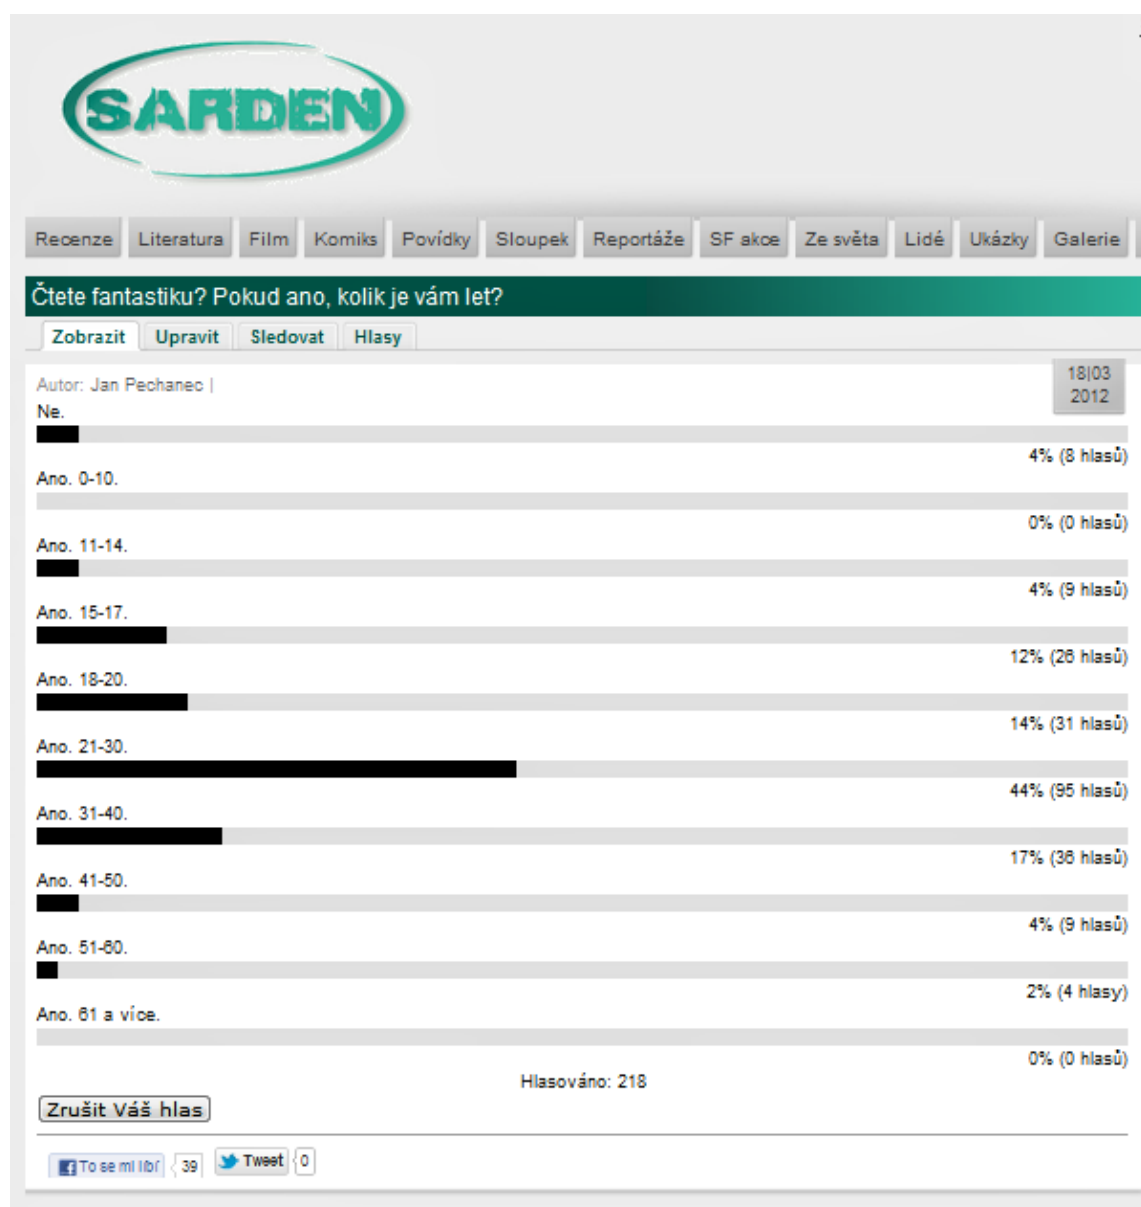 SARDEN
Recenze Literatura Film Komiks Povídky Sloupek Reportáže SF akce Ze světa Lidé Ukázky Galerie
Čtete fantastiku? Pokud ano, kolik je vám let?
Zobrazit Upravit Sledovat Hlasy
18|03
2012
Autor: Jan Pechanec |
Ne.
4% (8 hlasů)
Ano. 0-10.
0% (0 hlasů)
Ano. 11-14.
4% (9 hlasů)
Ano. 15-17.
12% (26 hlasů)
Ano. 18-20.
14% (31 hlasů)
Ano. 21-30.
44% (95 hlasů)
Ano. 31-40.
17% (36 hlasů)
Ano. 41-50.
4% (9 hlasů)
Ano. 51-60.
2% (4 hlasy)
Ano. 61 a více.
0% (0 hlasů)
Hlasováno: 218
Zrušit Váš hlas
To se mi líbí 39 Tweet 0